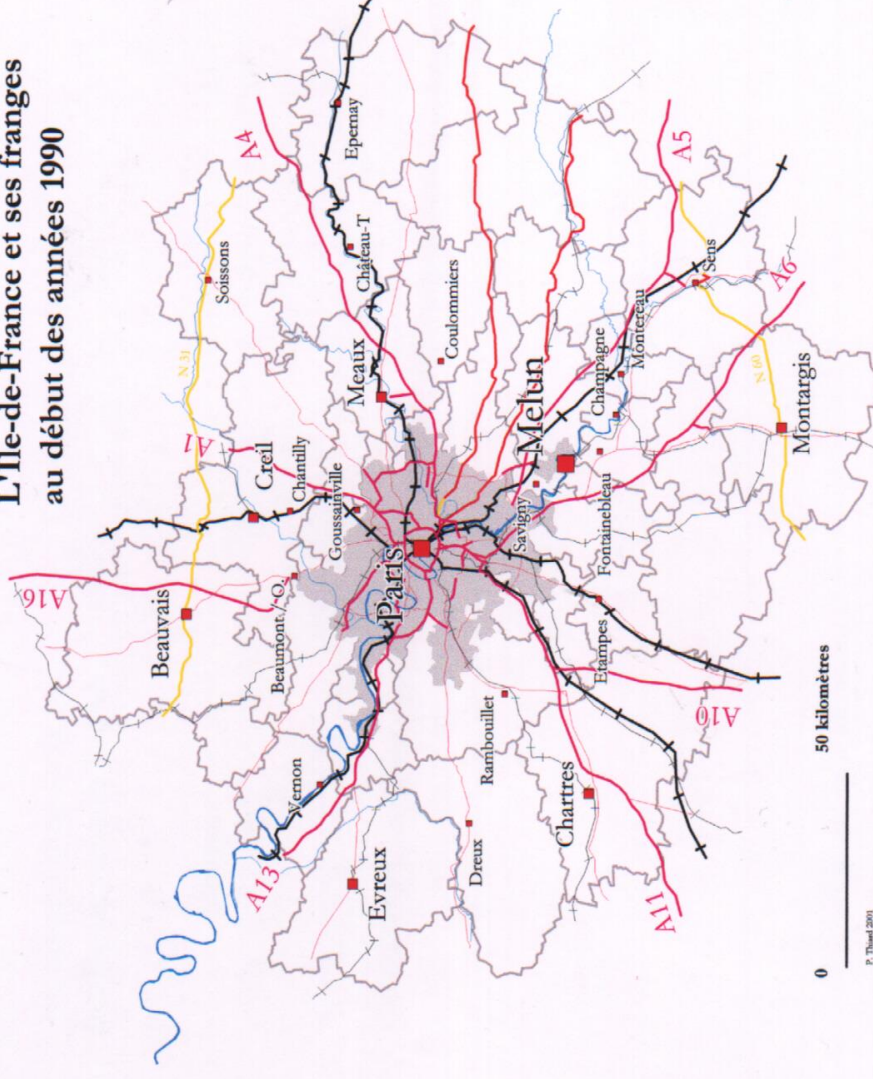 L'Ile-de-France et ses franges
au début des années 1990
A4
Epernay
A5
Soissons
Château-T
Sens
A6
N 31
Coulommiers
Montereau
Meaux
Champagne
N 60
Montargis
Melun
A1
Creil
Chantilly
Goussainville
Savigny
Fontainebleau
Paris
A16
Beauvais
Beaumont / O.
Etampes
A10
Rambouillet
Vernon
Chartres
Dreux
Evreux
A13
A11
0
50 kilomètres
P. Thiard 2001